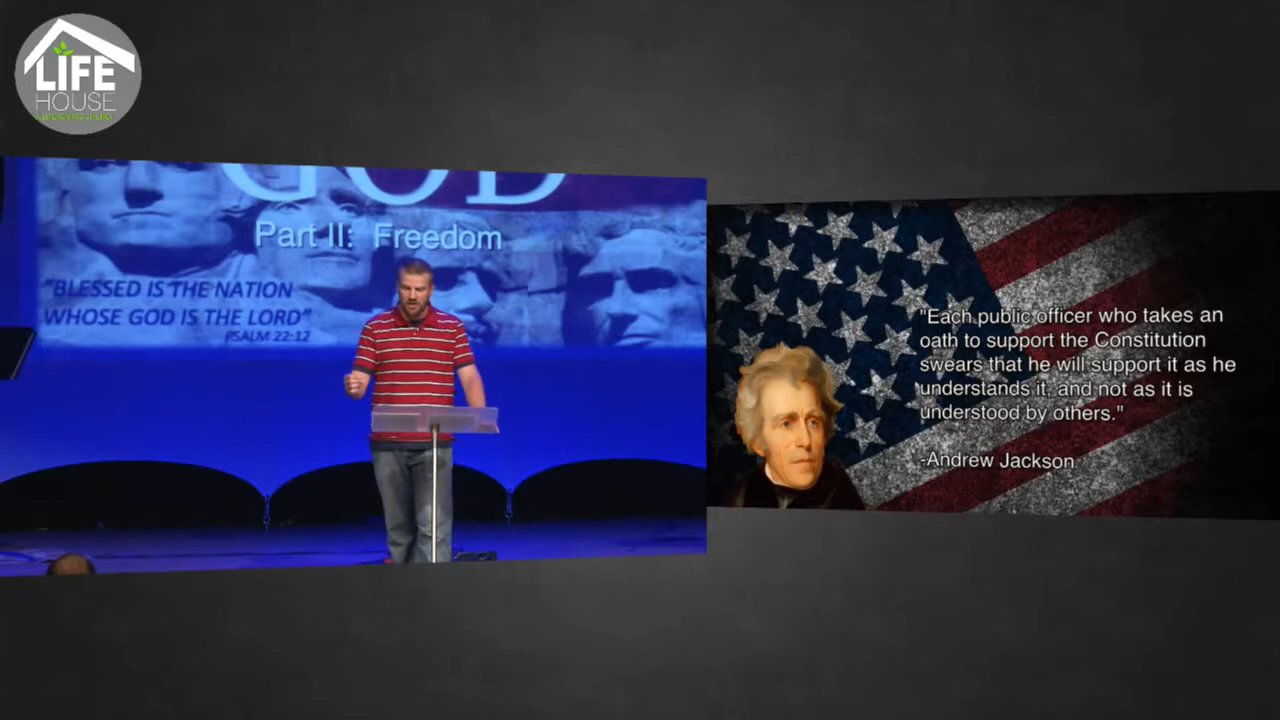 LIFE
HOUSE
GOD
Part II: Freedom
"BLESSED IS THE NATION
WHOSE GOD IS THE LORD"
PSALM 22:12
"Each public officer who takes an
oath to support the Constitution
swears that he will support it as he
understands it, and not as it is
understood by others."
-Andrew Jackson